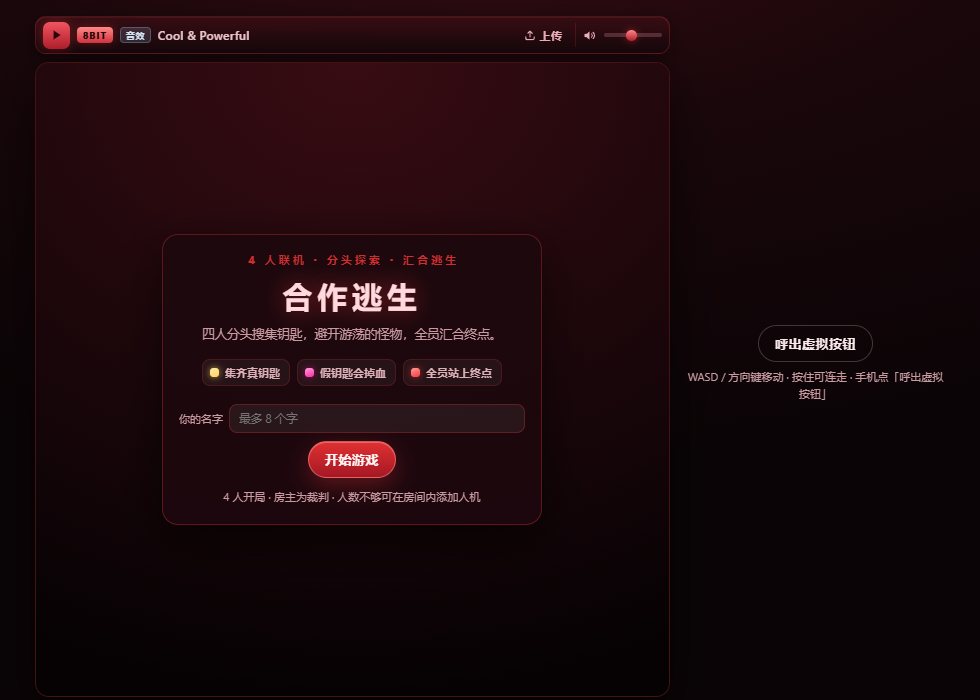 8BIT 音效 Cool & Powerful 上传
4 人联机 · 分头探索 · 汇合逃生
合作逃生
四人分头搜集钥匙，避开游荡的怪物，全员汇合终点。
集齐真钥匙 假钥匙会掉血 全员站上终点
你的名字 最多 8 个字
开始游戏
4 人开局 · 房主为裁判 · 人数不够可在房间内添加人机
呼出虚拟按钮
WASD / 方向键移动 · 按住可连走 · 手机点「呼出虚拟
按钮」